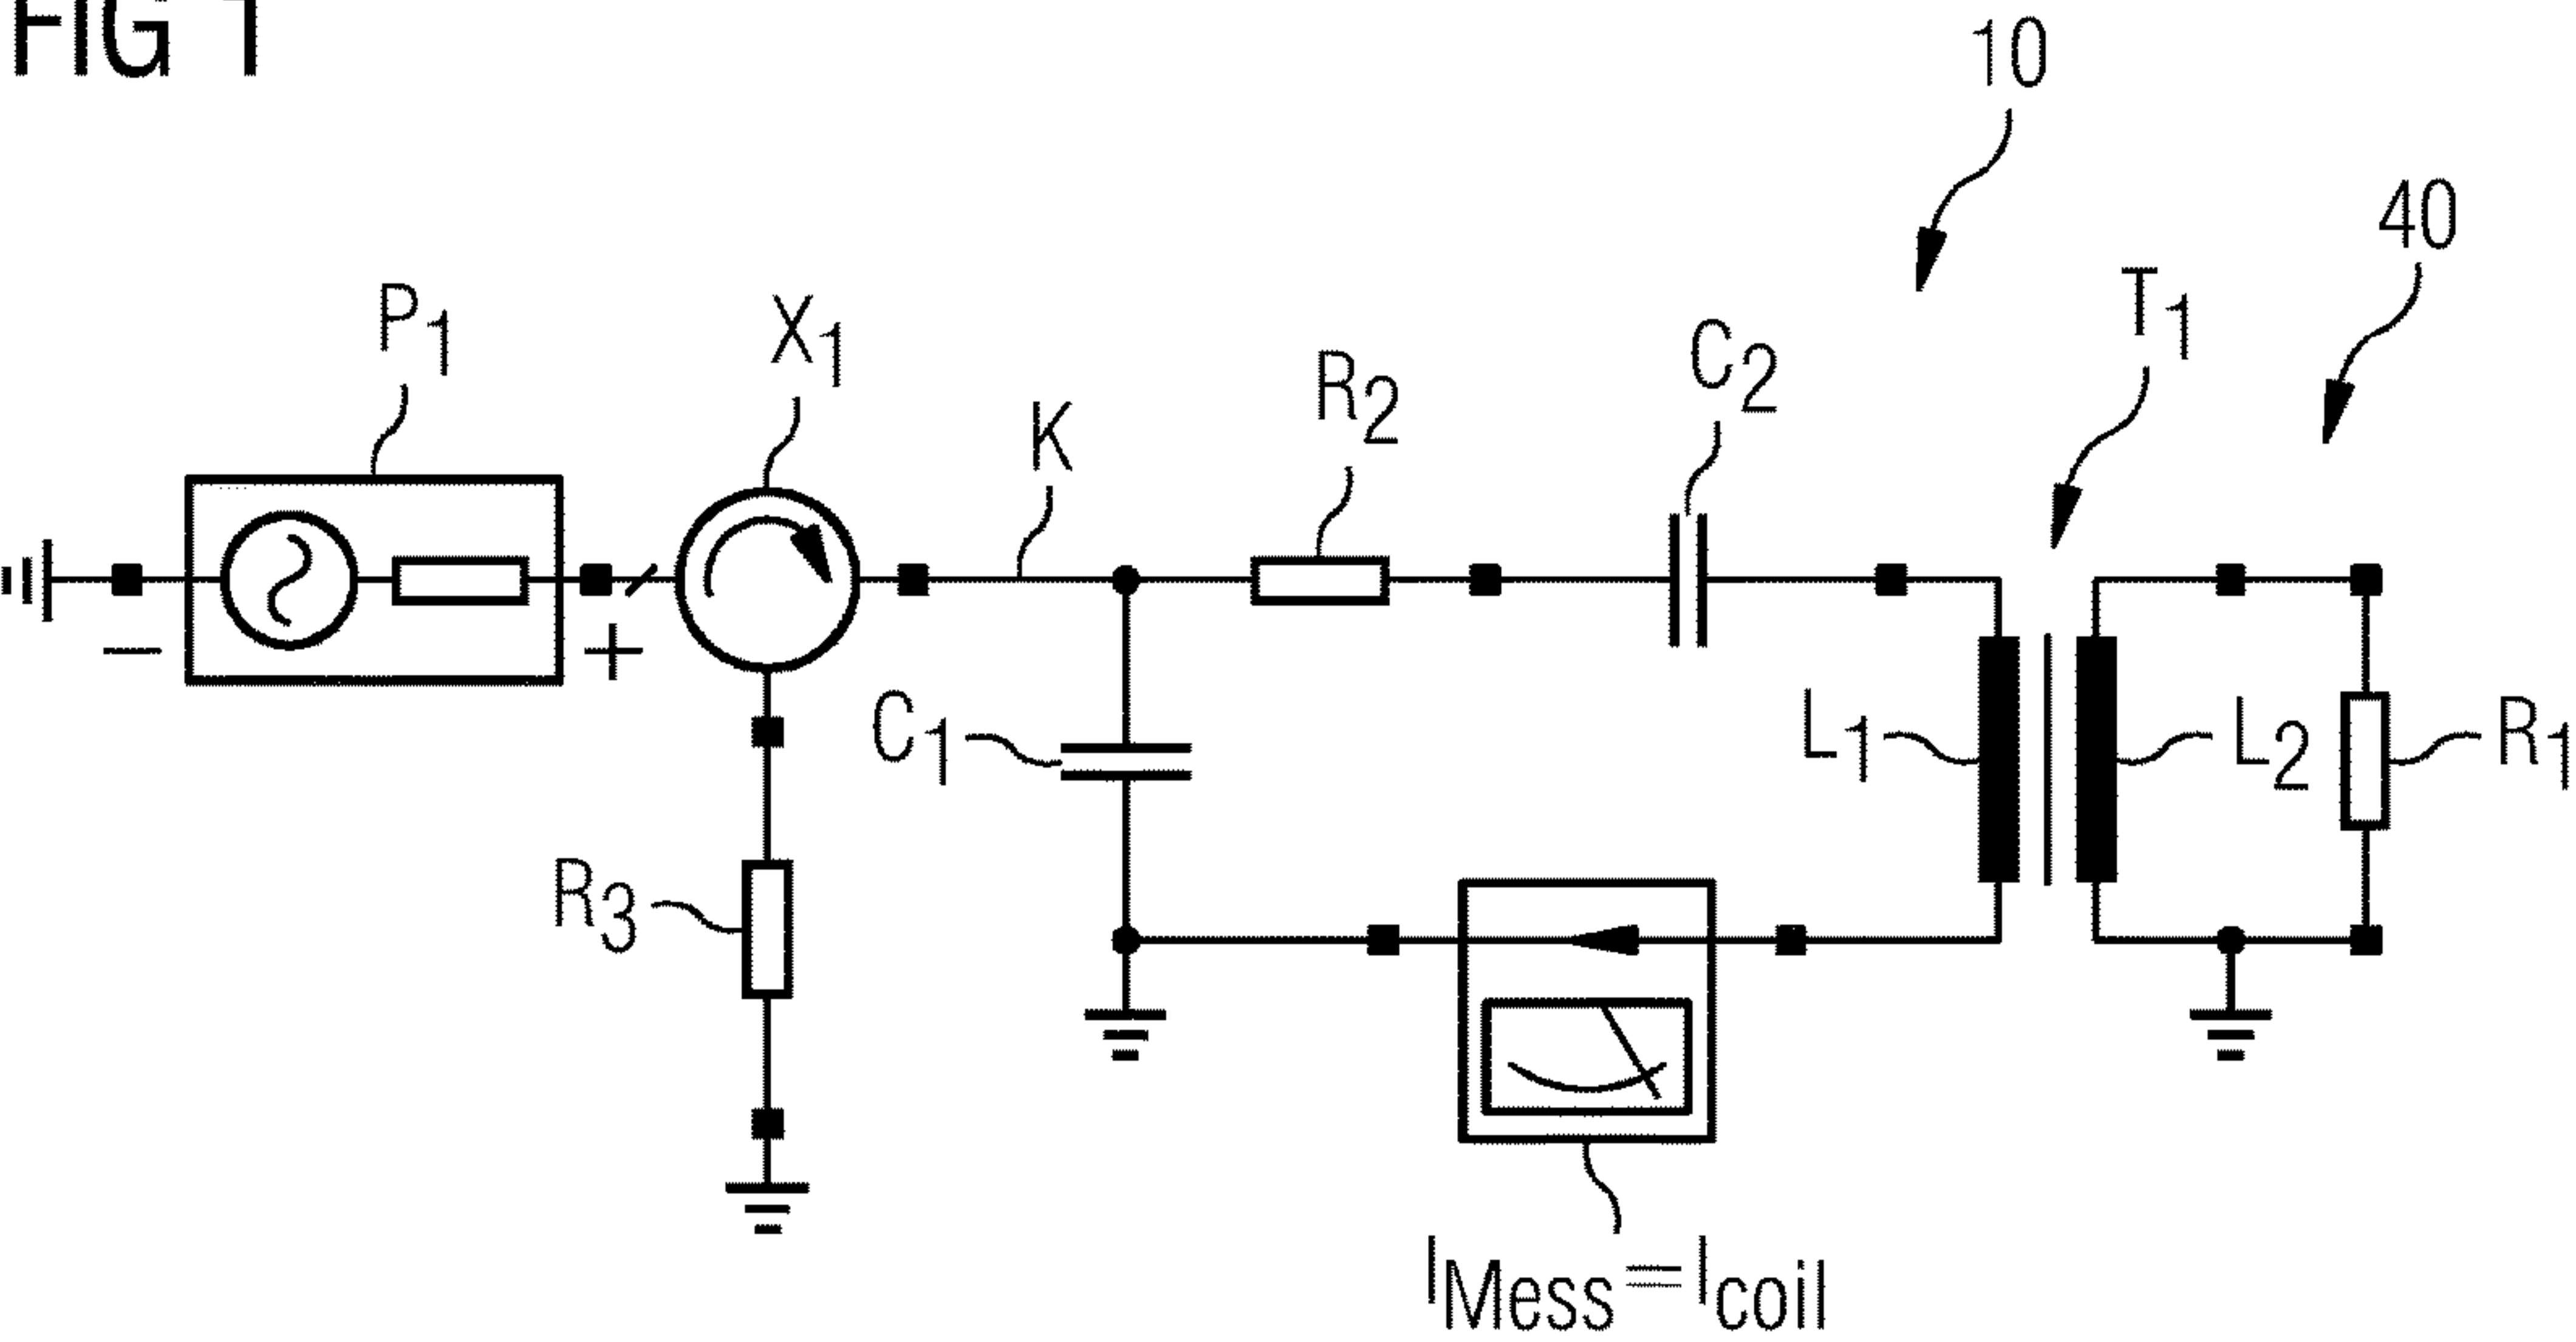 FIG 1
10
40
P1
X1
K
R2
C2
T1
− +
C1
L1
L2
R1
R3
IMess=Icoil